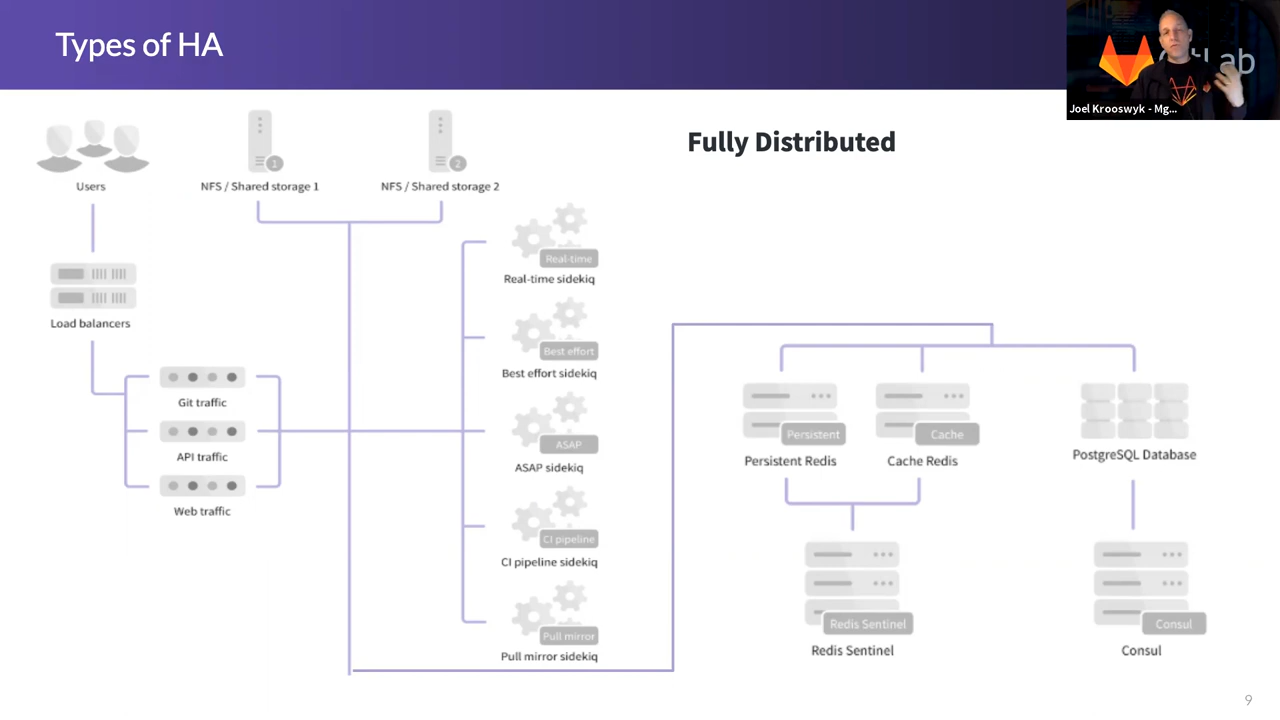 Types of HA
Joel Krooswyk - Mg...
Fully Distributed
Users
1
NFS / Shared storage 1
2
NFS / Shared storage 2
Load balancers
Git traffic
API traffic
Web traffic
Real-time
Real-time sidekiq
Best effort
Best effort sidekiq
ASAP
ASAP sidekiq
CI pipeline
CI pipeline sidekiq
Pull mirror
Pull mirror sidekiq
Persistent
Persistent Redis
Cache
Cache Redis
PostgreSQL Database
Redis Sentinel
Redis Sentinel
Consul
Consul
9